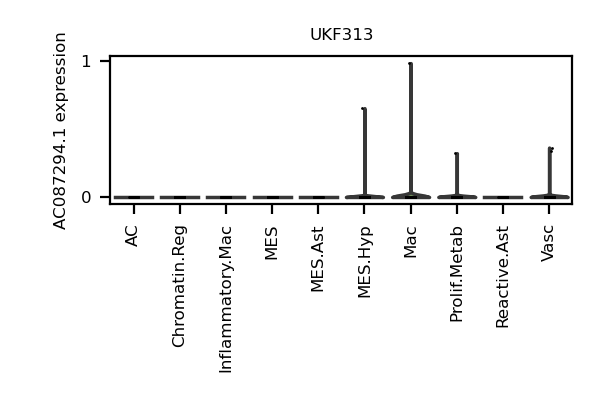 UKF313
AC087294.1 expression
1
0
AC
Chromatin.Reg
Inflammatory.Mac
MES
MES.Ast
MES.Hyp
Mac
Prolif.Metab
Reactive.Ast
Vasc